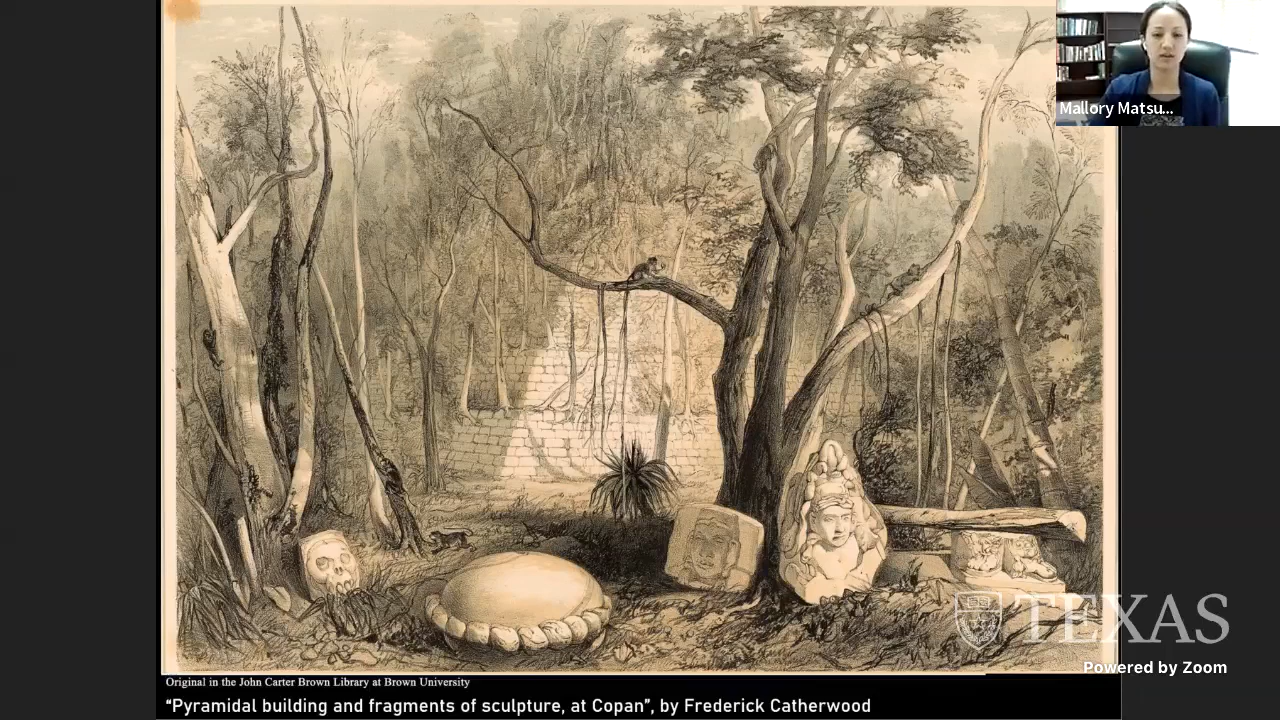 Mallory Matsu...
TEXAS
Powered by Zoom
Original in the John Carter Brown Library at Brown University
“Pyramidal building and fragments of sculpture, at Copan”, by Frederick Catherwood